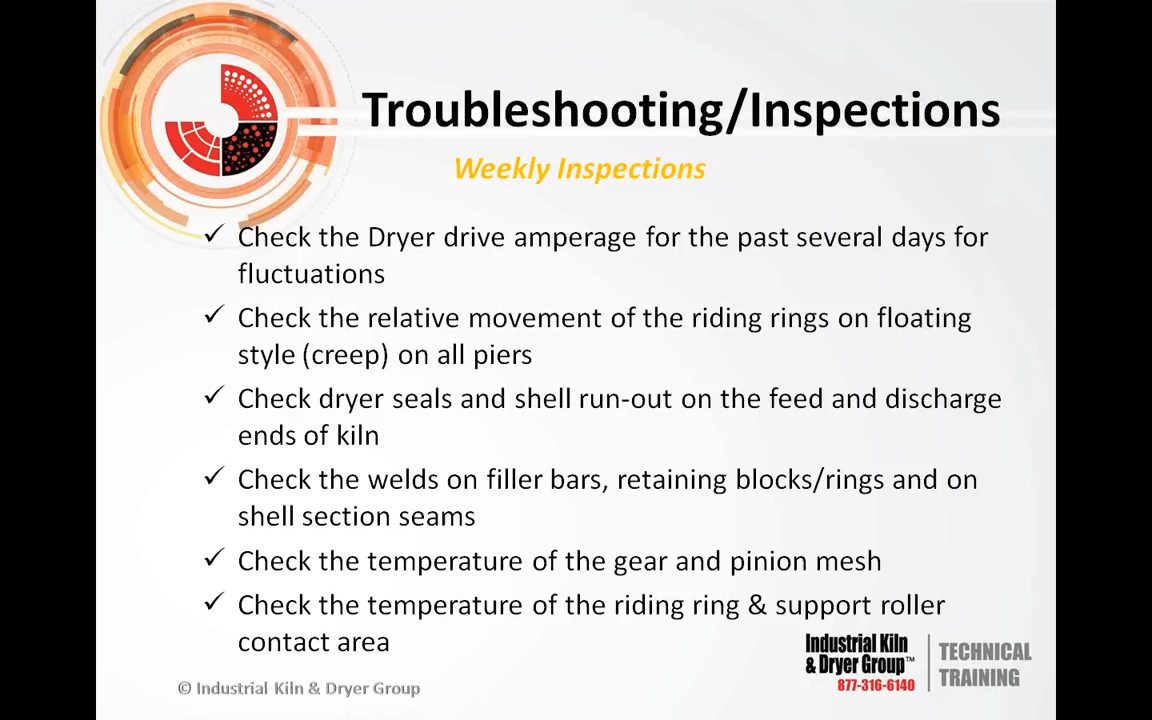 Troubleshooting/Inspections
Weekly Inspections
✓ Check the Dryer drive amperage for the past several days for
fluctuations
✓ Check the relative movement of the riding rings on floating
style (creep) on all piers
✓ Check dryer seals and shell run-out on the feed and discharge
ends of kiln
✓ Check the welds on filler bars, retaining blocks/rings and on
shell section seams
✓ Check the temperature of the gear and pinion mesh
✓ Check the temperature of the riding ring & support roller
contact area
Industrial Kiln
& Dryer Group™
877-316-6140
TECHNICAL
TRAINING
© Industrial Kiln & Dryer Group